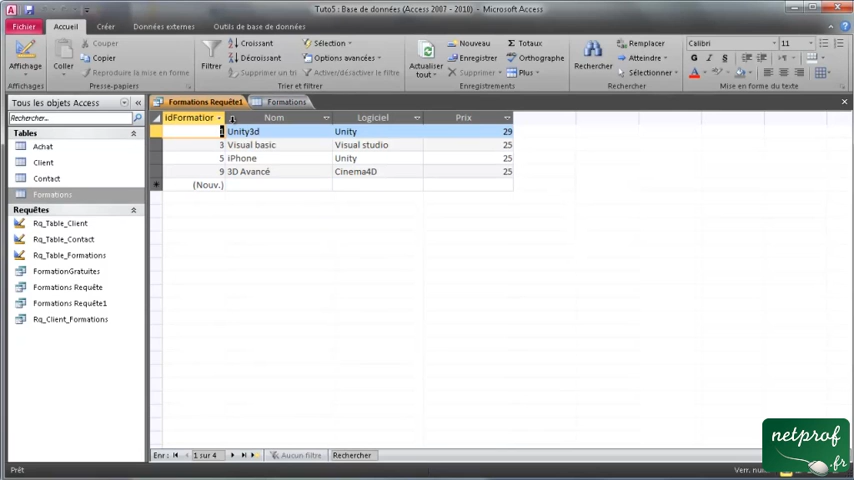 Tuto5 : Base de données (Access 2007 - 2010) - Microsoft Access
Fichier Accueil Créer Données externes Outils de base de données
Affichage
Affichages
Coller
Couper
Copier
Reproduire la mise en forme
Presse-papiers
Filtrer
Croissant
Décroissant
Supprimer un tri
Sélection
Options avancées
Activer/désactiver
Trier et filtrer
Actualiser tout
Nouveau
Enregistrer
Supprimer
Totaux
Orthographe
Plus
Enregistrements
Rechercher
Remplacer
Atteindre
Sélectionner
Rechercher
Calibri 11
G I S
A
Mise en forme du texte
Tous les objets Access
Rechercher...
Tables
Achat
Client
Contact
Formations
Requêtes
Rq_Table_Client
Rq_Table_Contact
Rq_Table_Formations
FormationGratuites
Formations Requête
Formations Requête1
Rq_Client_Formations
Formations Requête1 Formations
idFormation Nom Logiciel Prix
1 Unity3d Unity 29
3 Visual basic Visual studio 25
5 iPhone Unity 25
9 3D Avancé Cinema4D 25
(Nouv.)
Enr : 1 sur 4 Aucun filtre Rechercher
Prêt
Verr. num
netprof
.fr